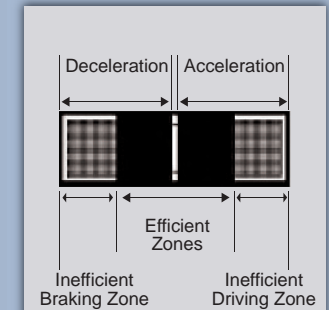 Deceleration Acceleration
Efficient
Zones
Inefficient Inefficient
Braking Zone Driving Zone